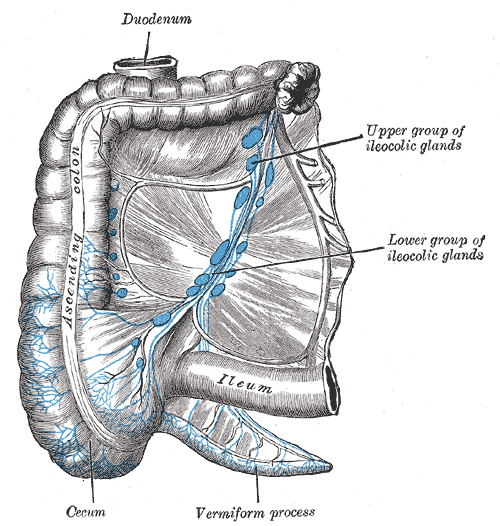 Duodenum
Upper group of
ileocolic glands
Ascending colon
Lower group of
ileocolic glands
Ileum
Cecum
Vermiform process